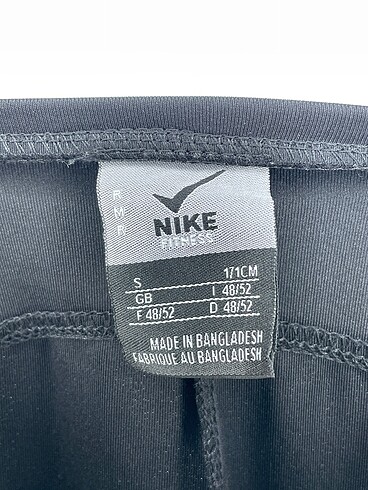 F
M
R
NIKE
FITNESS
S 171CM
GB I 48/52
F 48/52 D 48/52
MADE IN BANGLADESH
FABRIQUE AU BANGLADESH